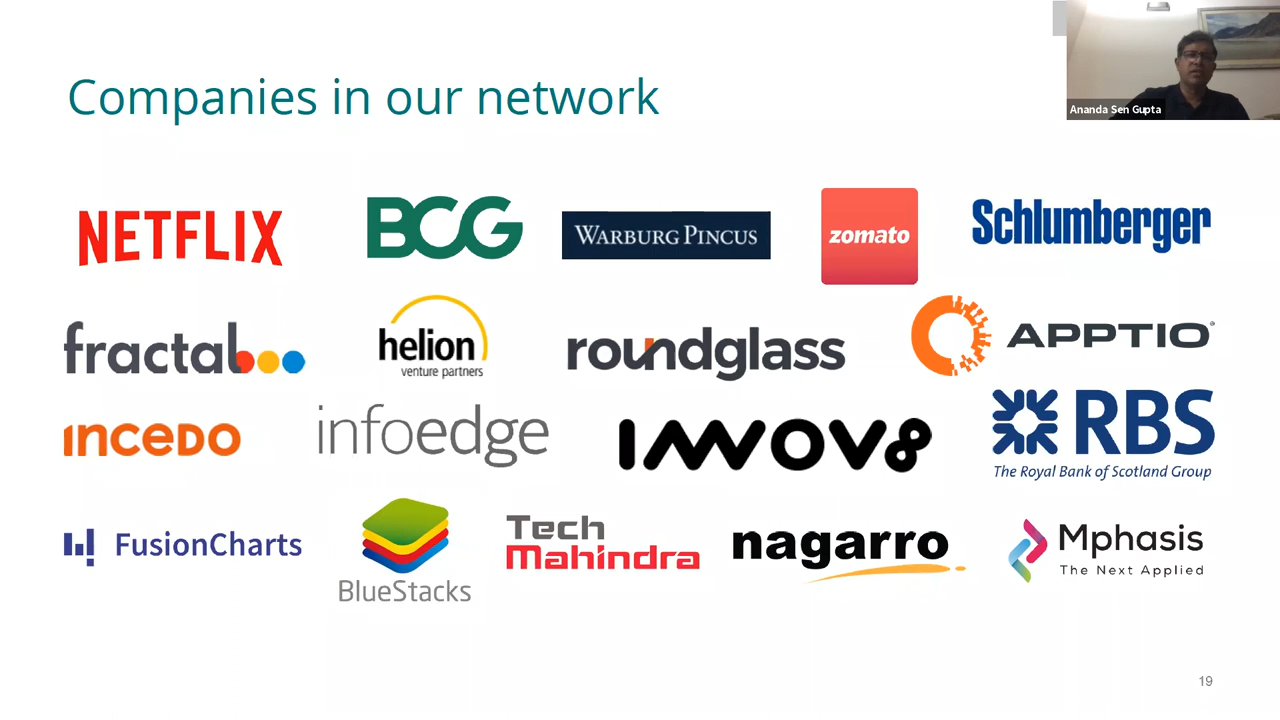 Companies in our network
Ananda Sen Gupta
NETFLIX
BCG
WARBURG PINCUS
zomato
Schlumberger
fractal
helion
venture partners
roundglass
APPTIO
incedo
infoedge
INNOV8
RBS
The Royal Bank of Scotland Group
FusionCharts
BlueStacks
Tech
Mahindra
nagarro
Mphasis
The Next Applied
19